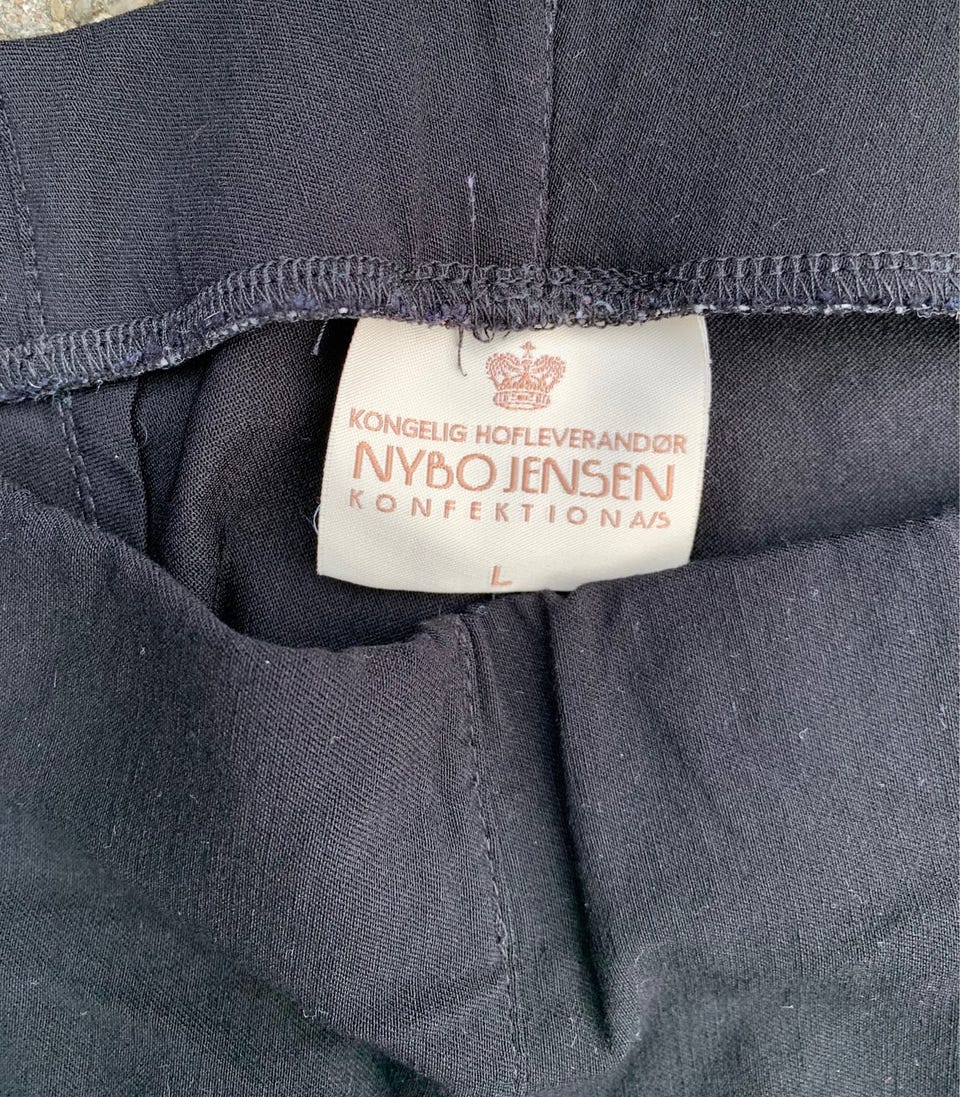 KONGELIG HOFLEVERANDØR
NYBO JENSEN
KONFEKTION A/S
L